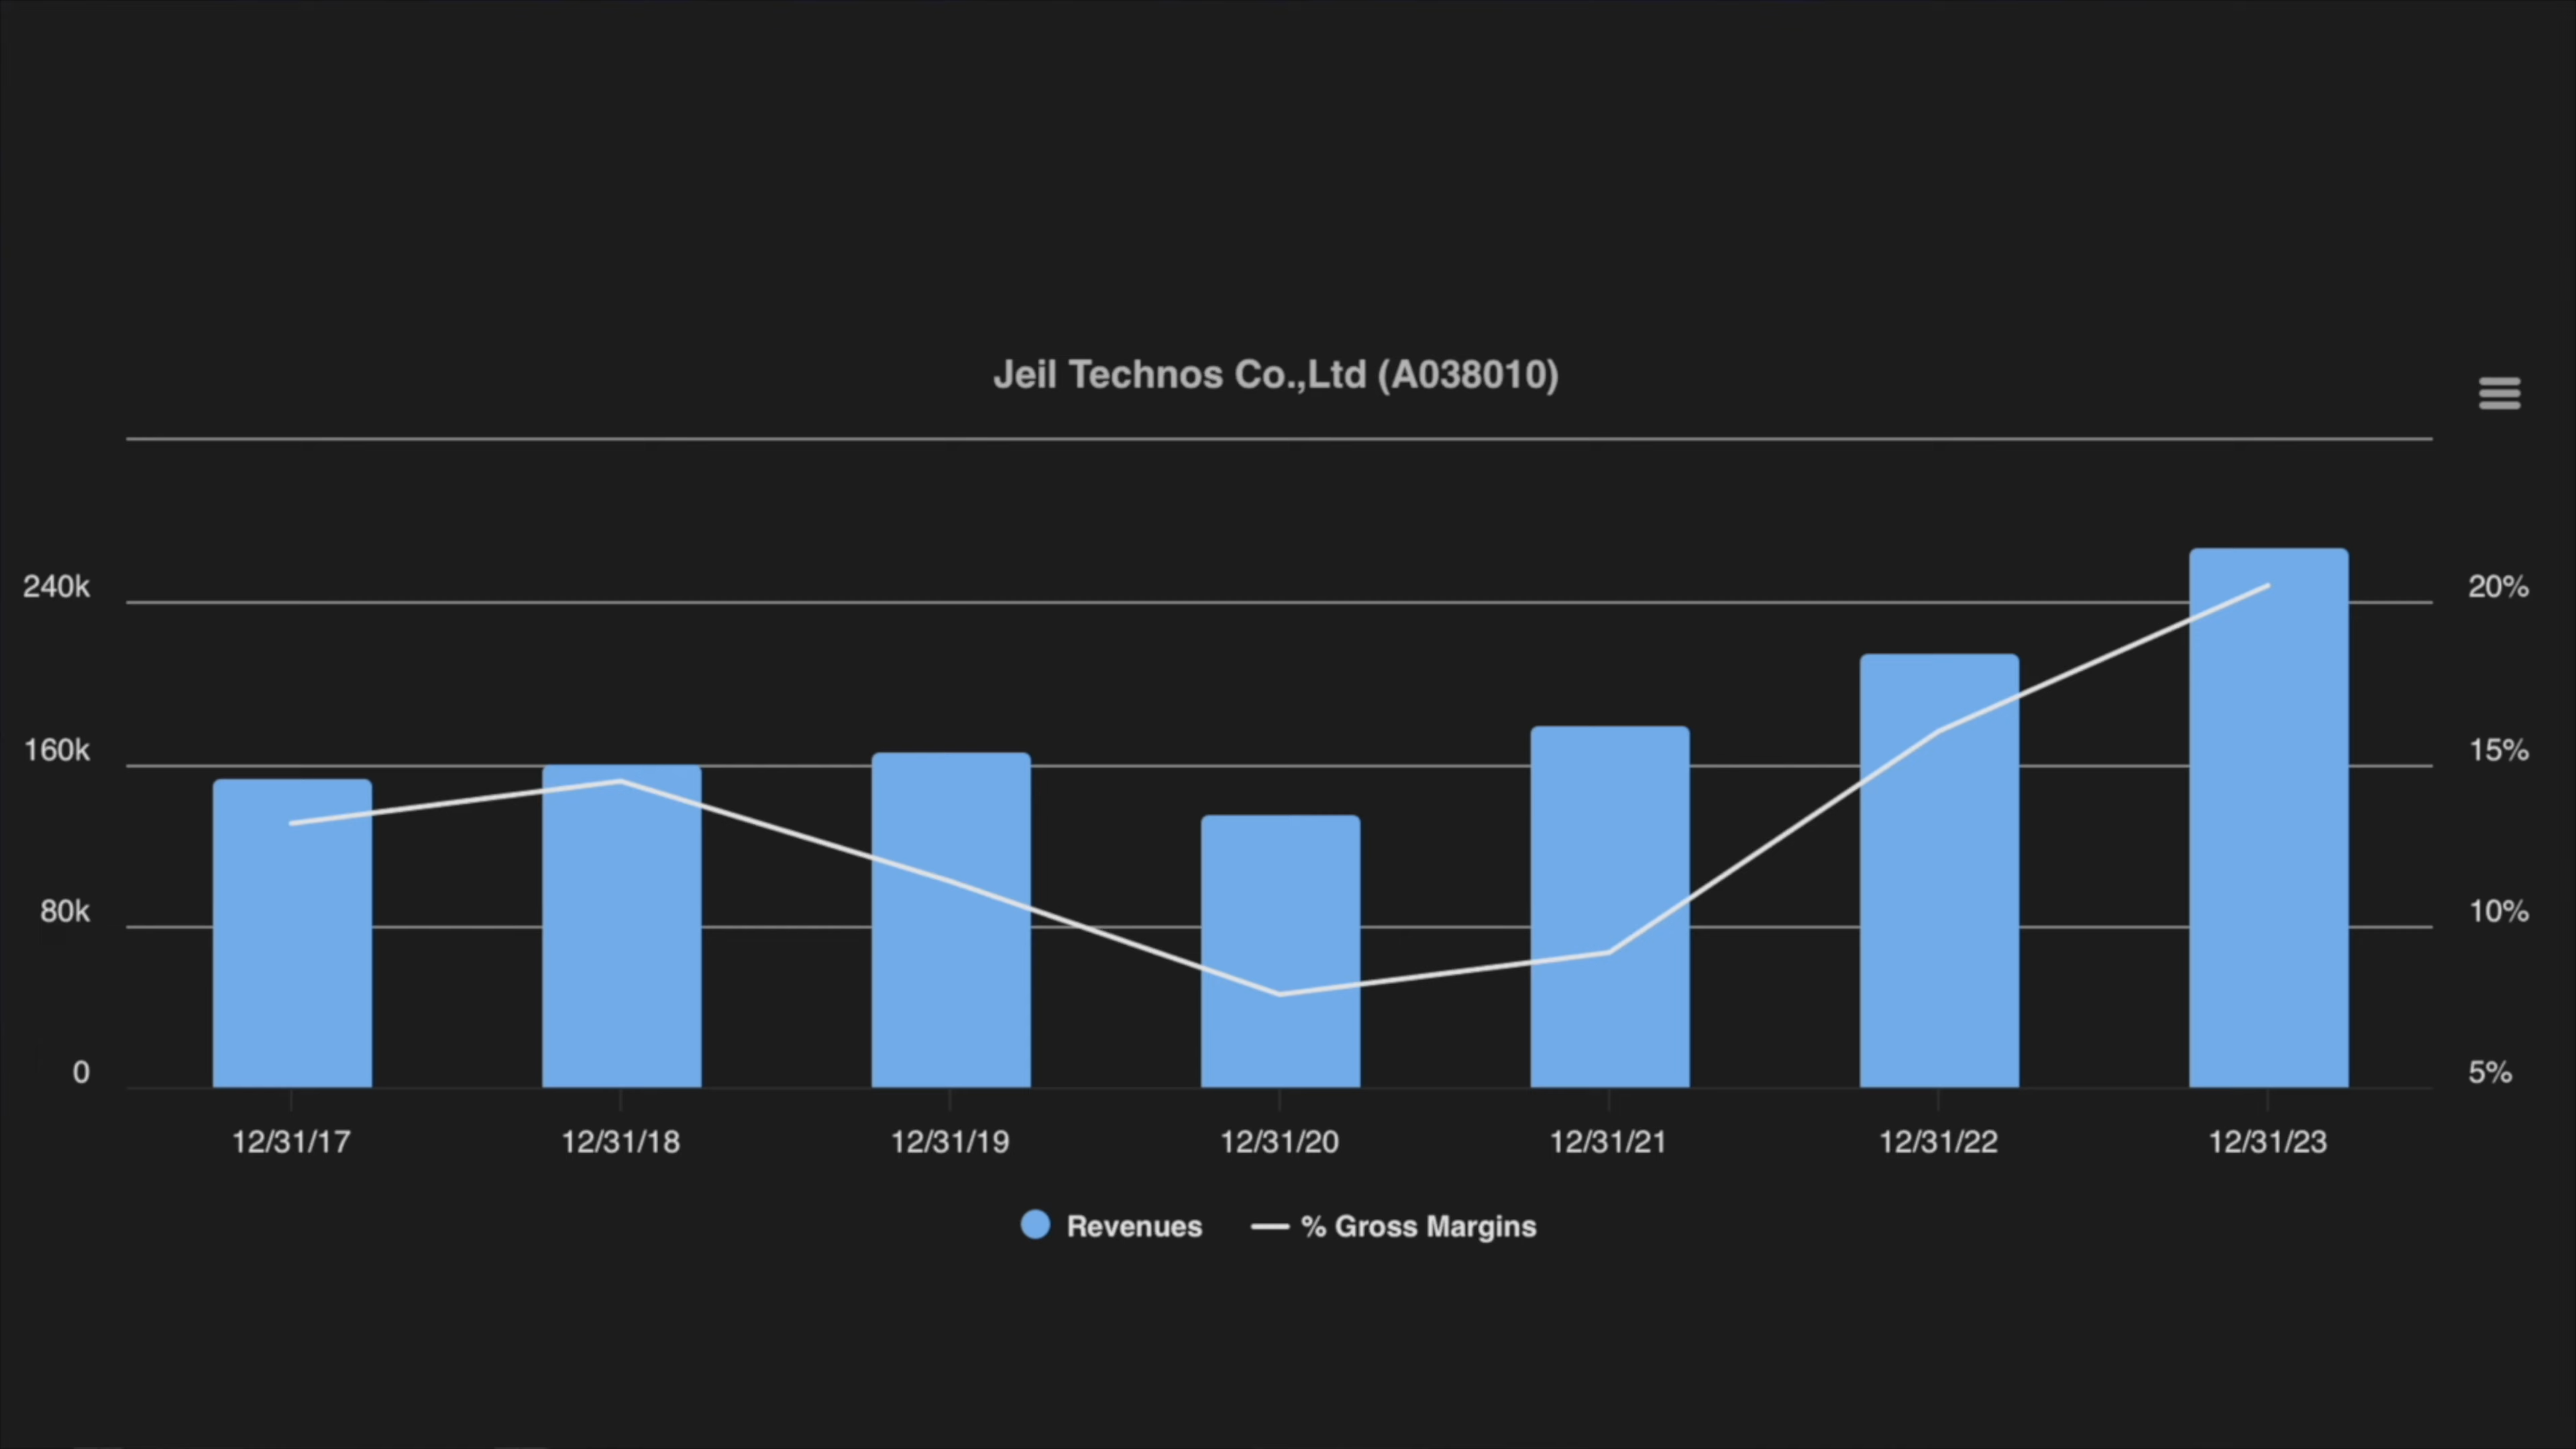 Jeil Technos Co.,Ltd (A038010)
240k
160k
80k
0
20%
15%
10%
5%
12/31/17 12/31/18 12/31/19 12/31/20 12/31/21 12/31/22 12/31/23
Revenues % Gross Margins